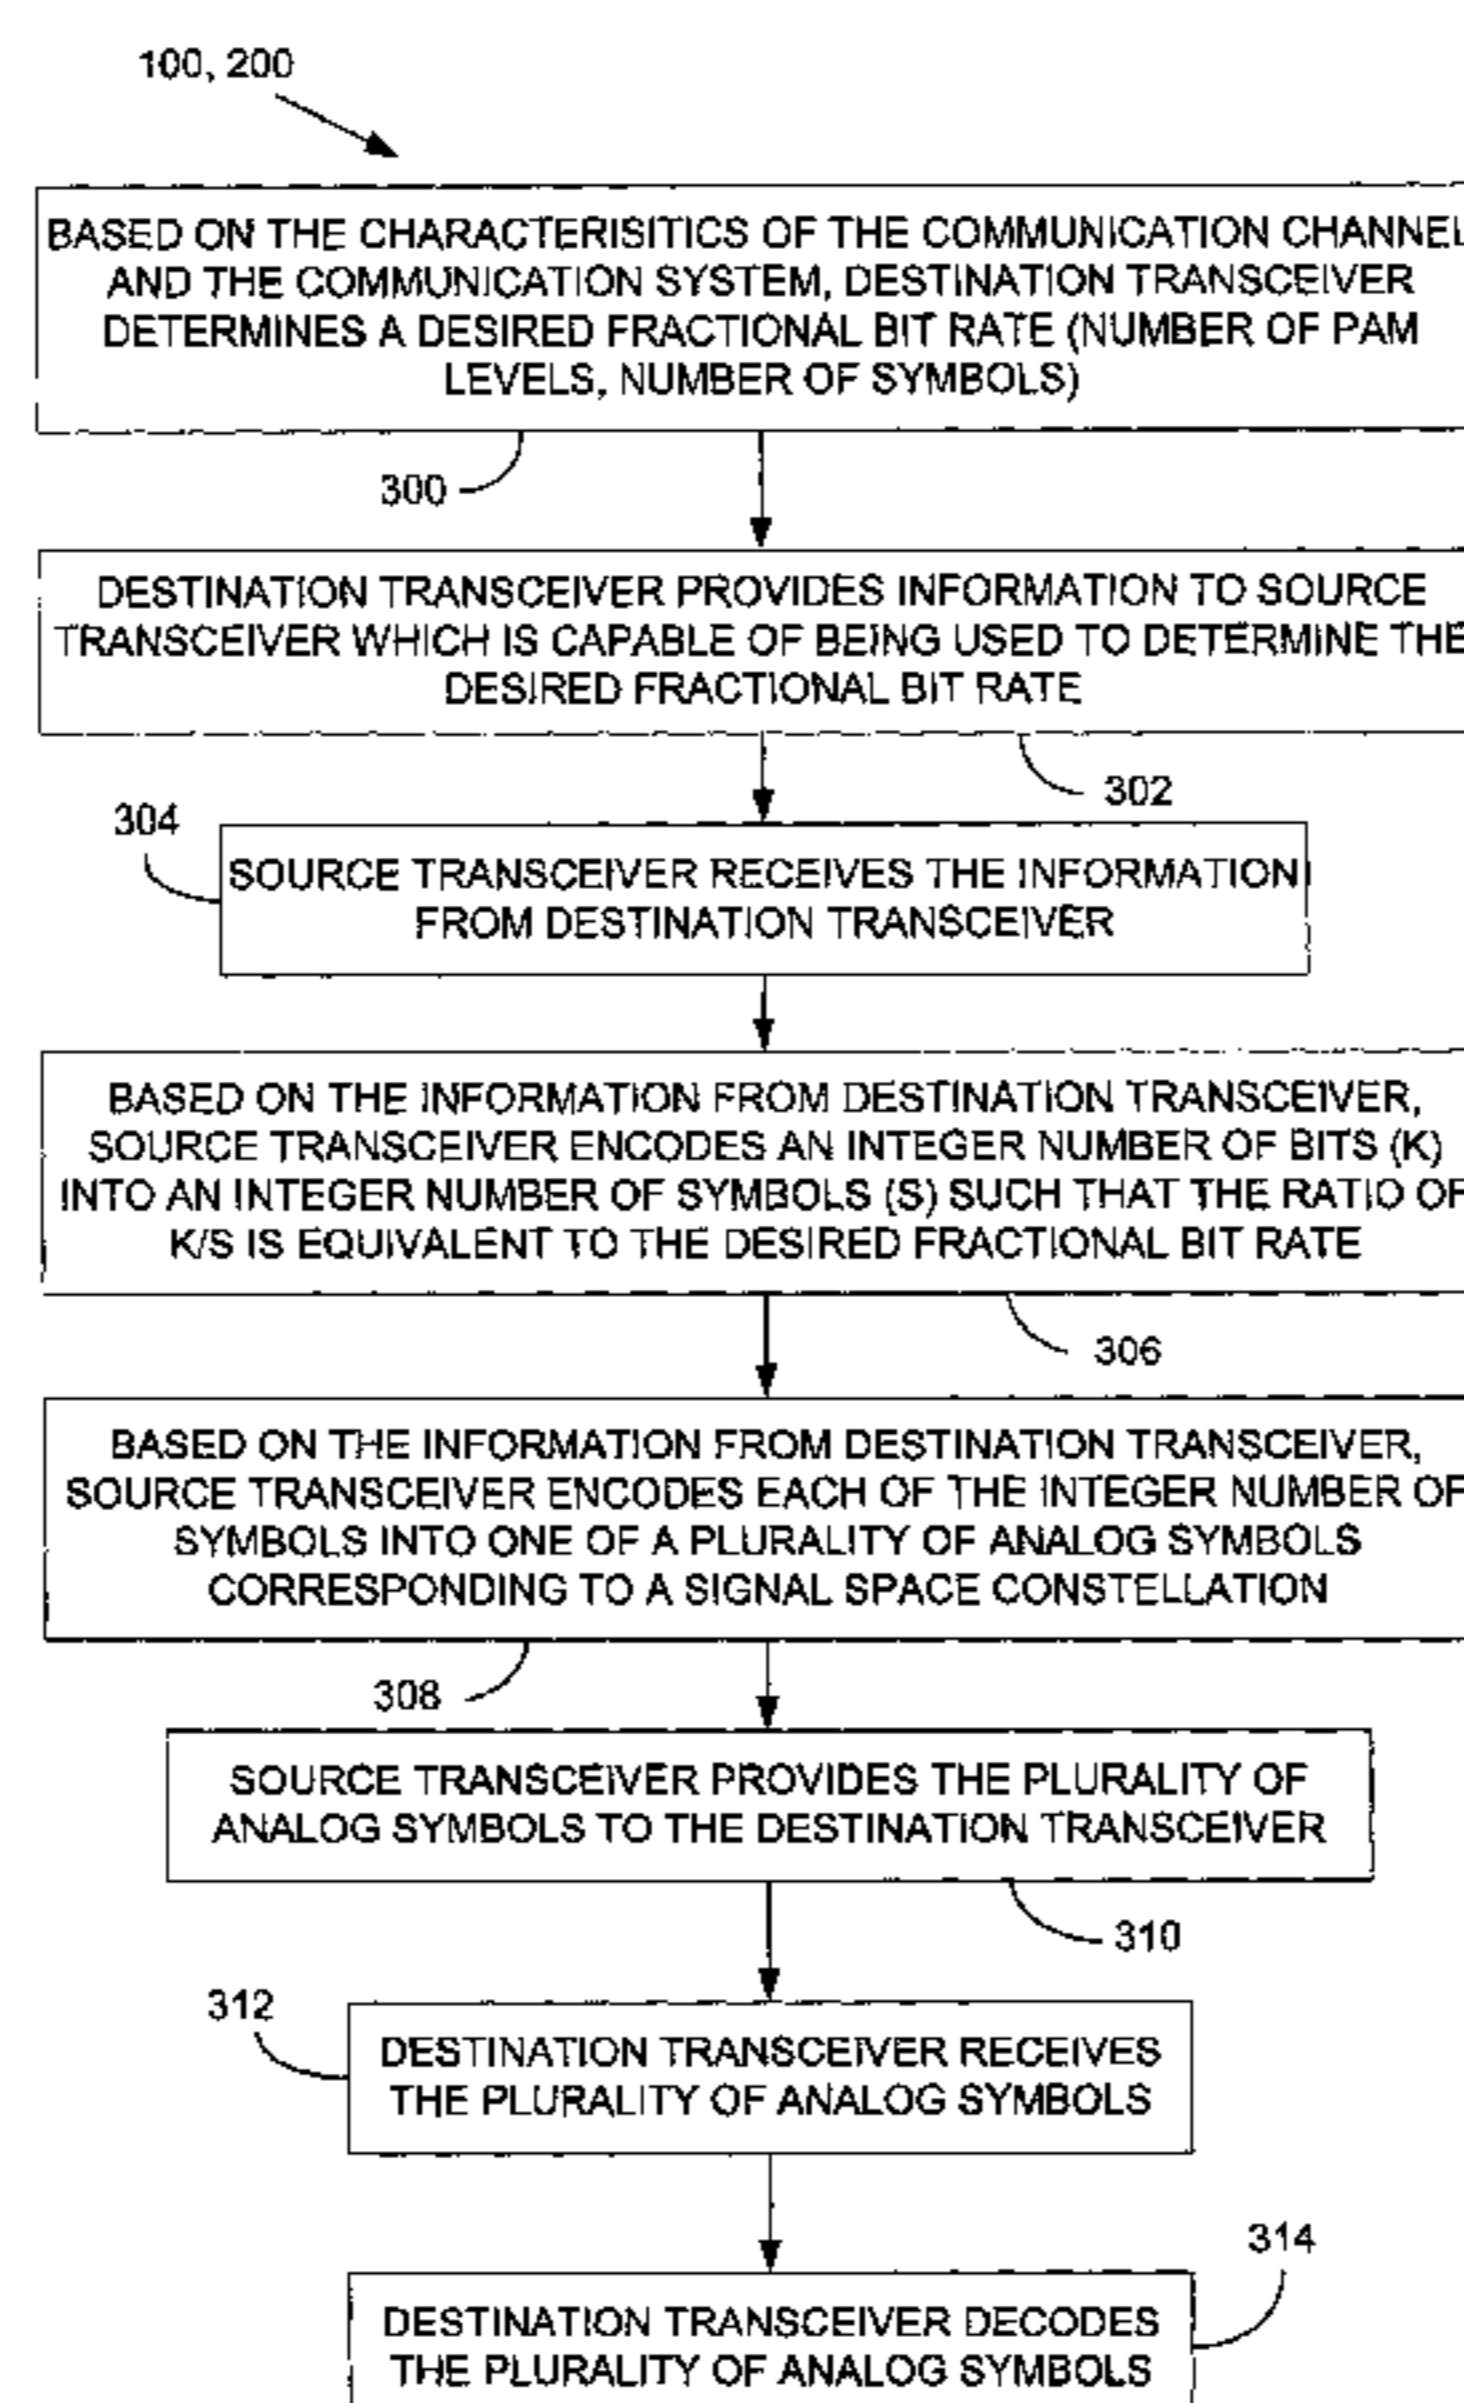 100, 200
BASED ON THE CHARACTERISITICS OF THE COMMUNICATION CHANNEL
AND THE COMMUNICATION SYSTEM, DESTINATION TRANSCEIVER
DETERMINES A DESIRED FRACTIONAL BIT RATE (NUMBER OF PAM
LEVELS, NUMBER OF SYMBOLS)
300
DESTINATION TRANSCEIVER PROVIDES INFORMATION TO SOURCE
TRANSCEIVER WHICH IS CAPABLE OF BEING USED TO DETERMINE THE
DESIRED FRACTIONAL BIT RATE
302
304
SOURCE TRANSCEIVER RECEIVES THE INFORMATION
FROM DESTINATION TRANSCEIVER
BASED ON THE INFORMATION FROM DESTINATION TRANSCEIVER,
SOURCE TRANSCEIVER ENCODES AN INTEGER NUMBER OF BITS (K)
INTO AN INTEGER NUMBER OF SYMBOLS (S) SUCH THAT THE RATIO OF
K/S IS EQUIVALENT TO THE DESIRED FRACTIONAL BIT RATE
306
BASED ON THE INFORMATION FROM DESTINATION TRANSCEIVER,
SOURCE TRANSCEIVER ENCODES EACH OF THE INTEGER NUMBER OF
SYMBOLS INTO ONE OF A PLURALITY OF ANALOG SYMBOLS
CORRESPONDING TO A SIGNAL SPACE CONSTELLATION
308
SOURCE TRANSCEIVER PROVIDES THE PLURALITY OF
ANALOG SYMBOLS TO THE DESTINATION TRANSCEIVER
310
312
DESTINATION TRANSCEIVER RECEIVES
THE PLURALITY OF ANALOG SYMBOLS
314
DESTINATION TRANSCEIVER DECODES
THE PLURALITY OF ANALOG SYMBOLS